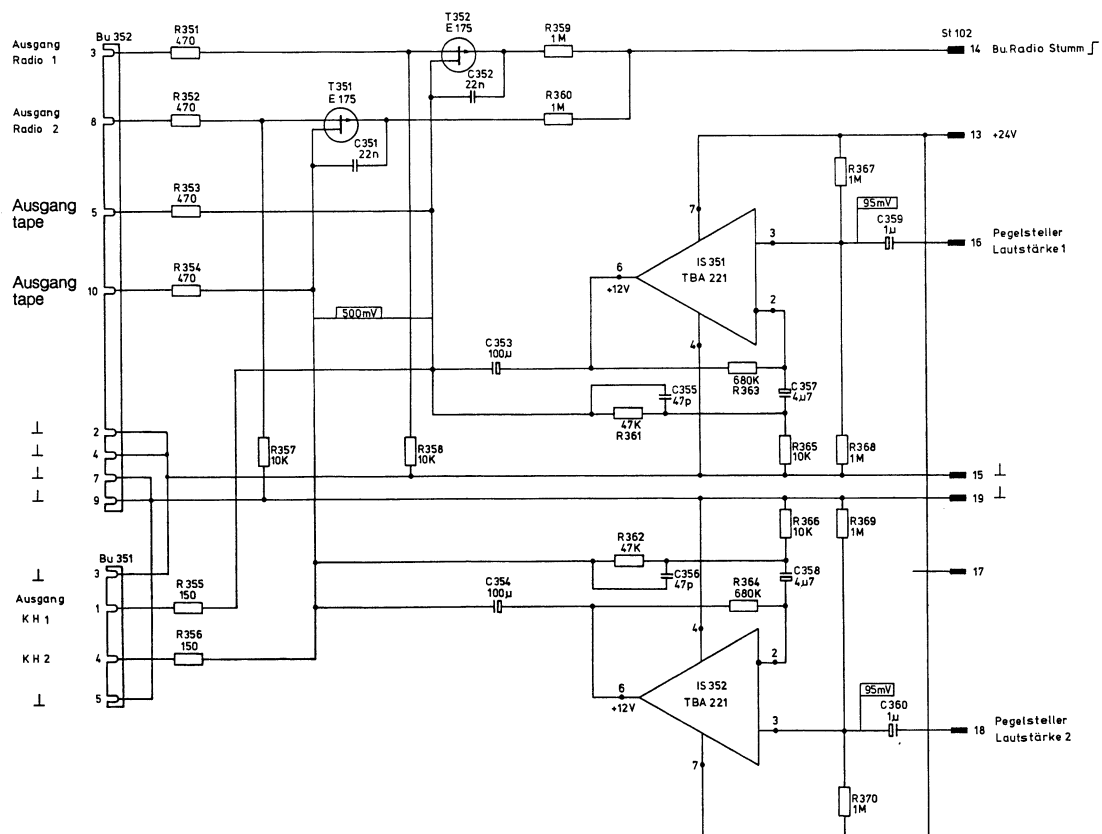 Bu 352
T352
E 175
R351
470
R359
1M
St 102
Ausgang
Radio 1
3
14 Bu. Radio Stumm
C352
22n
T351
E 175
R352
470
R360
1M
Ausgang
Radio 2
8
C351
22n
13 +24V
R367
1M
R353
470
Ausgang
tape
5
7
95mV
C359
1µ
3
16 Pegelsteller
Lautstärke 1
R354
470
Ausgang
tape
10
6
+12V
IS 351
TBA 221
2
500mV
C353
100µ
4
680K
R363
C357
4µ7
C355
47p
47K
R361
2
4
7
9
R357
10K
R358
10K
R365
10K
R368
1M
15
19
R366
10K
R369
1M
Bu 351
R362
47K
3
C356
47p
C358
4µ7
17
R355
150
C354
100µ
R364
680K
Ausgang
KH 1
1
R356
150
4
KH 2
4
2
IS 352
TBA 221
5
6
+12V
95mV
C360
1µ
3
18 Pegelsteller
Lautstärke 2
7
R370
1M